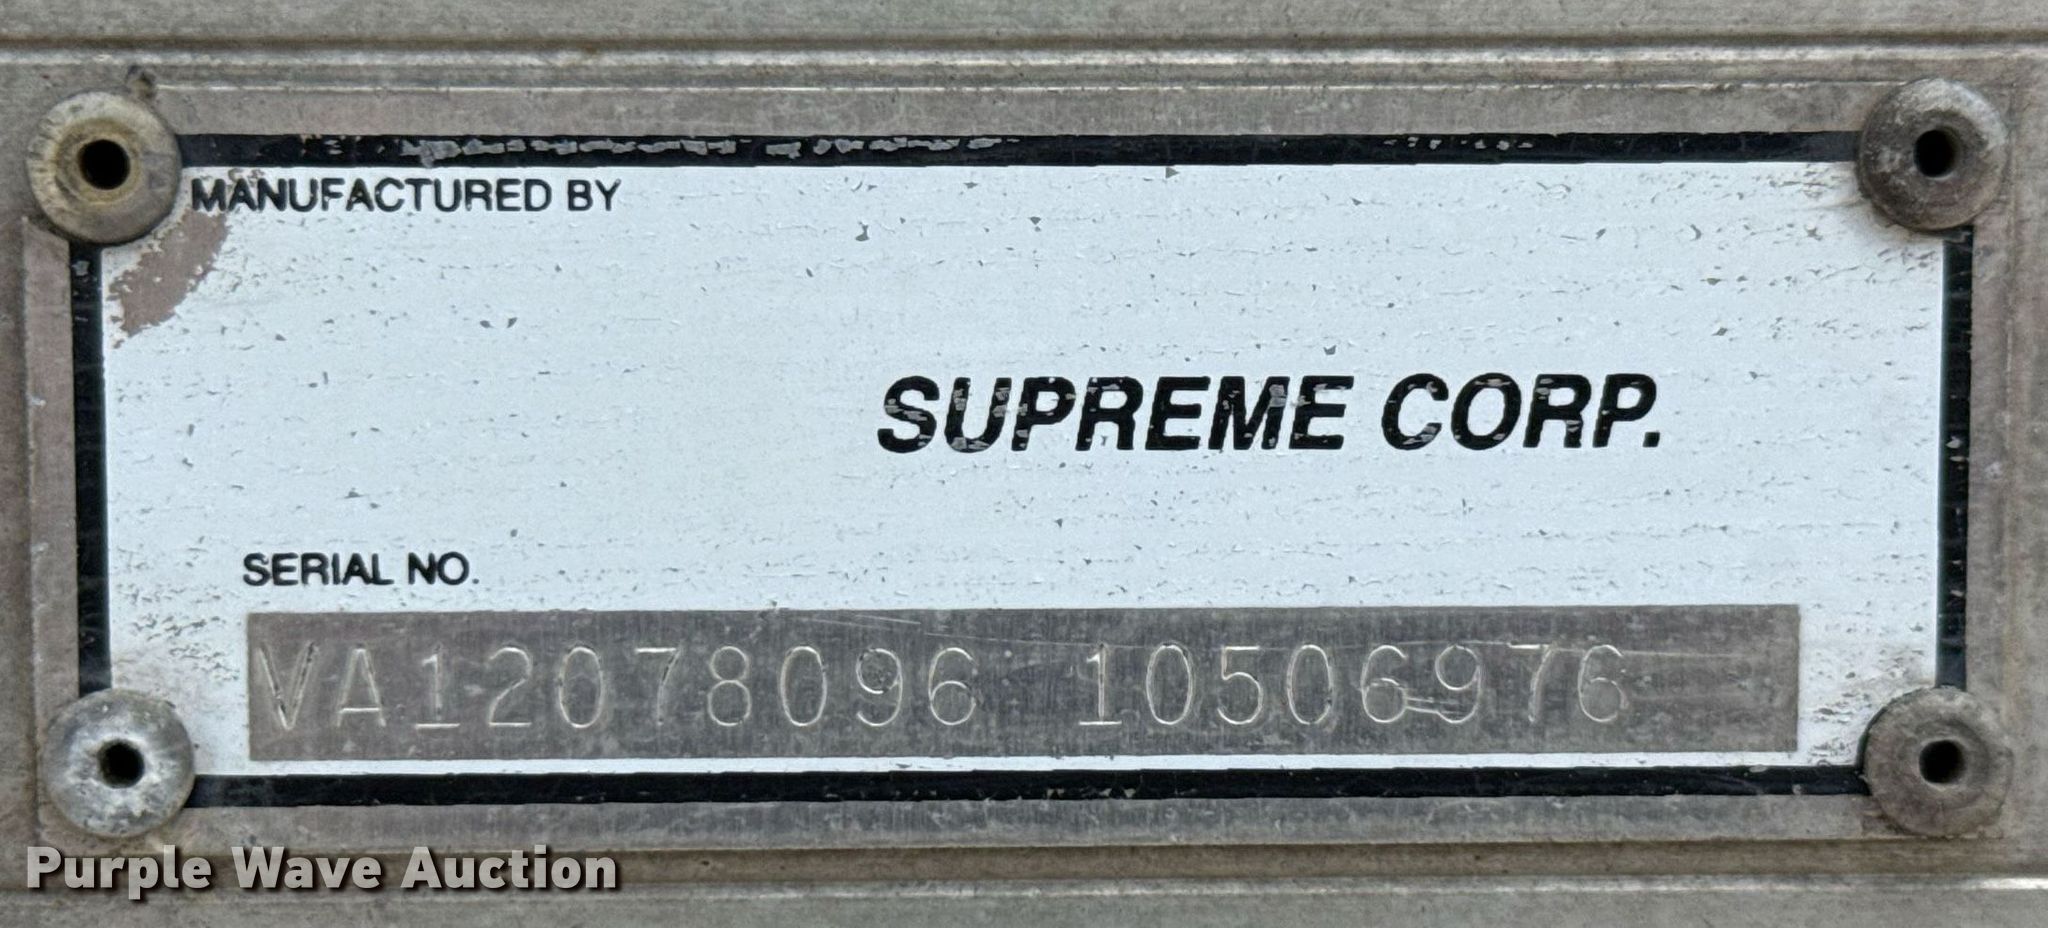 MANUFACTURED BY
SUPREME CORP.
SERIAL NO.
VA12078096 10506976
Purple Wave Auction